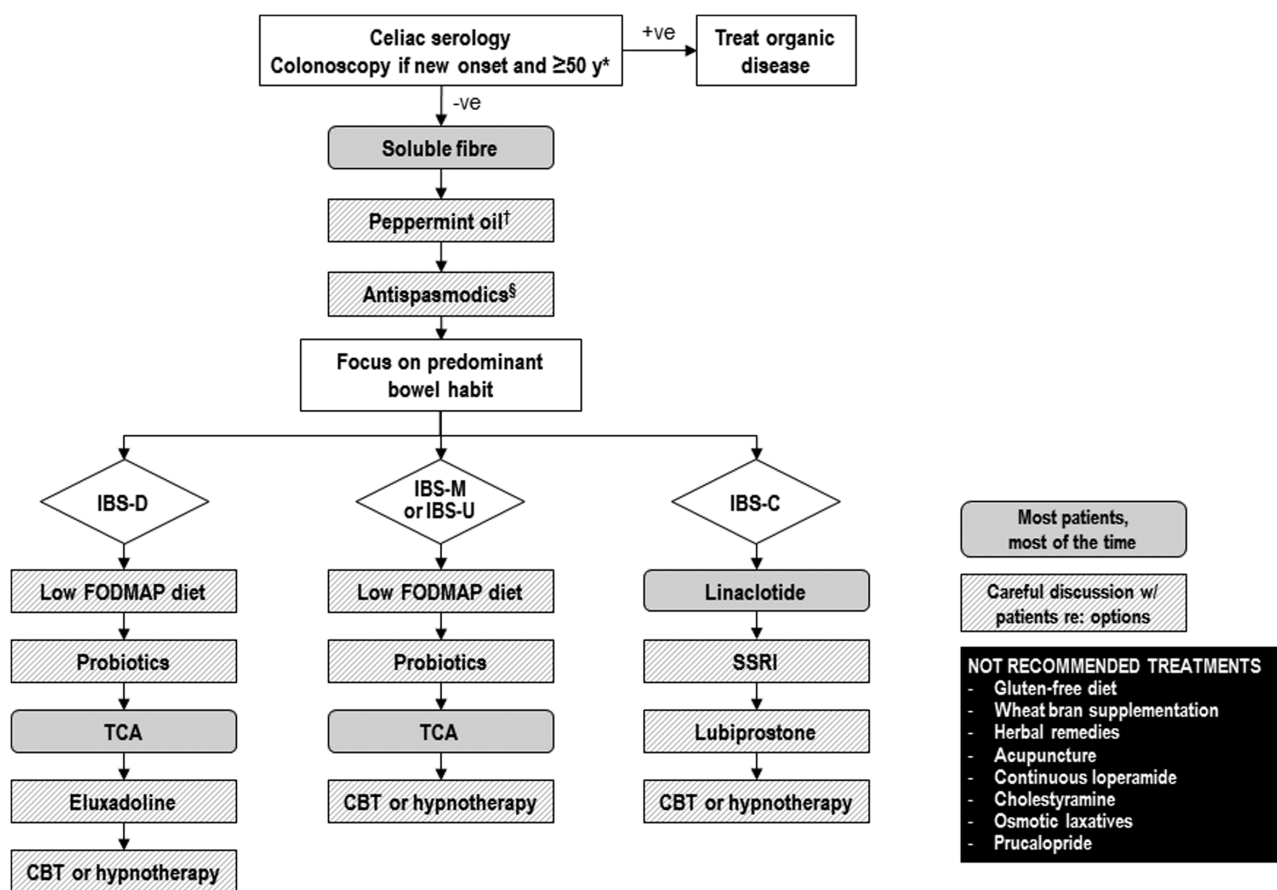 Celiac serology
Colonoscopy if new onset and ≥50 y*
+ve
Treat organic
disease
-ve
Soluble fibre
Peppermint oil†
Antispasmodics§
Focus on predominant
bowel habit
IBS-D
IBS-M
or IBS-U
IBS-C
Low FODMAP diet
Probiotics
TCA
Eluxadoline
CBT or hypnotherapy
Low FODMAP diet
Probiotics
TCA
CBT or hypnotherapy
Linaclotide
SSRI
Lubiprostone
CBT or hypnotherapy
Most patients,
most of the time
Careful discussion w/
patients re: options
NOT RECOMMENDED TREATMENTS
- Gluten-free diet
- Wheat bran supplementation
- Herbal remedies
- Acupuncture
- Continuous loperamide
- Cholestyramine
- Osmotic laxatives
- Prucalopride